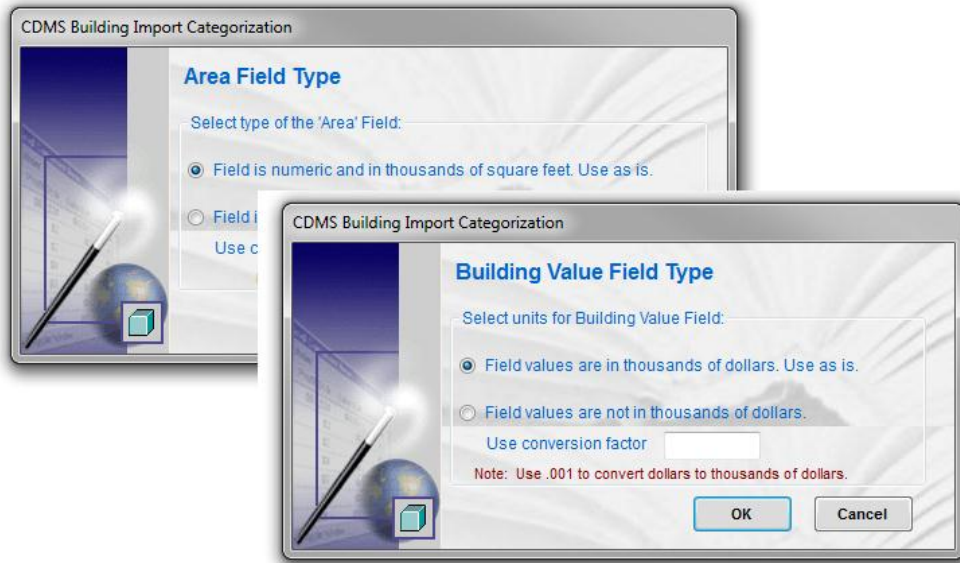 CDMS Building Import Categorization
Area Field Type
Select type of the 'Area' Field:
Field is numeric and in thousands of square feet. Use as is.
Field i
Use c
CDMS Building Import Categorization
Building Value Field Type
Select units for Building Value Field:
Field values are in thousands of dollars. Use as is.
Field values are not in thousands of dollars.
Use conversion factor
Note: Use .001 to convert dollars to thousands of dollars.
OK Cancel